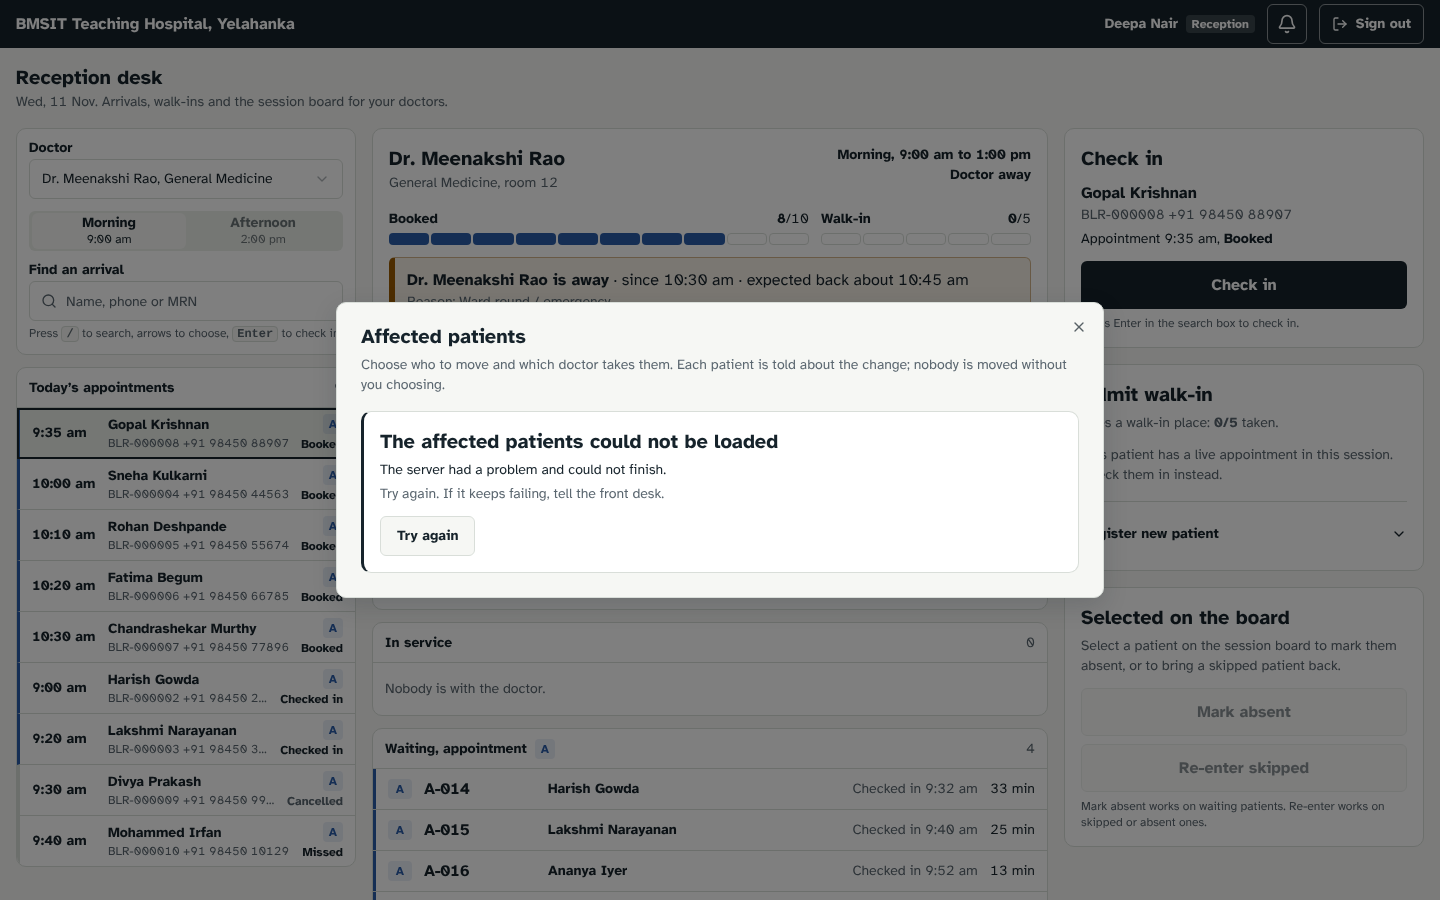 BMSIT Teaching Hospital, Yelahanka
Deepa Nair Reception
Sign out
Reception desk
Wed, 11 Nov. Arrivals, walk-ins and the session board for your doctors.
Doctor
Dr. Meenakshi Rao, General Medicine
Morning
9:00 am
Afternoon
2:00 pm
Find an arrival
Name, phone or MRN
Press / to search, arrows to choose, Enter to check in
Today's appointments
9:35 am Gopal Krishnan
BLR-000008 +91 98450 88907
10:00 am Sneha Kulkarni
BLR-000004 +91 98450 44563
10:10 am Rohan Deshpande
BLR-000005 +91 98450 55674
10:20 am Fatima Begum
BLR-000006 +91 98450 66785 Booked
10:30 am Chandrashekar Murthy A
BLR-000007 +91 98450 77896 Booked
9:00 am Harish Gowda A
BLR-000002 +91 98450 2… Checked in
9:20 am Lakshmi Narayanan A
BLR-000003 +91 98450 3… Checked in
9:30 am Divya Prakash A
BLR-000009 +91 98450 99… Cancelled
9:40 am Mohammed Irfan A
BLR-000010 +91 98450 10129 Missed
Dr. Meenakshi Rao
General Medicine, room 12
Morning, 9:00 am to 1:00 pm
Doctor away
Booked 8/10
Walk-in 0/5
Dr. Meenakshi Rao is away · since 10:30 am · expected back about 10:45 am
Reason: Ward round / emergency
Affected patients
Choose who to move and which doctor takes them. Each patient is told about the change; nobody is moved without
you choosing.
The affected patients could not be loaded
The server had a problem and could not finish.
Try again. If it keeps failing, tell the front desk.
Try again
In service 0
Nobody is with the doctor.
Waiting, appointment A 4
A A-014 Harish Gowda Checked in 9:32 am 33 min
A A-015 Lakshmi Narayanan Checked in 9:40 am 25 min
A A-016 Ananya Iyer Checked in 9:52 am 13 min
Check in
Gopal Krishnan
BLR-000008 +91 98450 88907
Appointment 9:35 am, Booked
Check in
Enter in the search box to check in.
walk-in
a walk-in place: 0/5 taken.
patient has a live appointment in this session.
them in instead.
new patient
Selected on the board
Select a patient on the session board to mark them
absent, or to bring a skipped patient back.
Mark absent
Re-enter skipped
Mark absent works on waiting patients. Re-enter works on
skipped or absent ones.